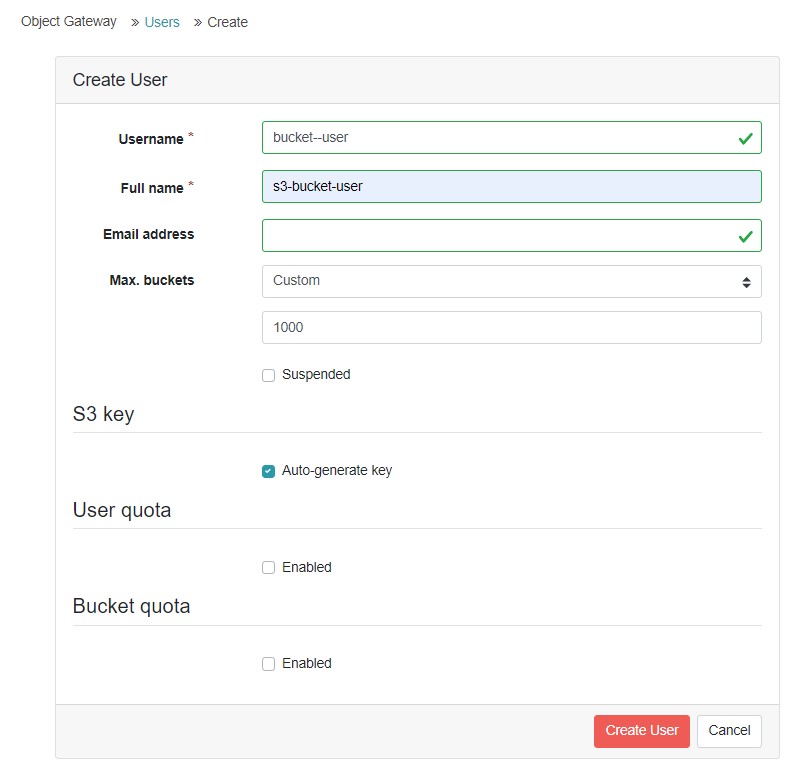 Object Gateway » Users » Create
Create User
Username *
bucket--user
Full name *
s3-bucket-user
Email address
Max. buckets
Custom
1000
Suspended
S3 key
Auto-generate key
User quota
Enabled
Bucket quota
Enabled
Create User
Cancel